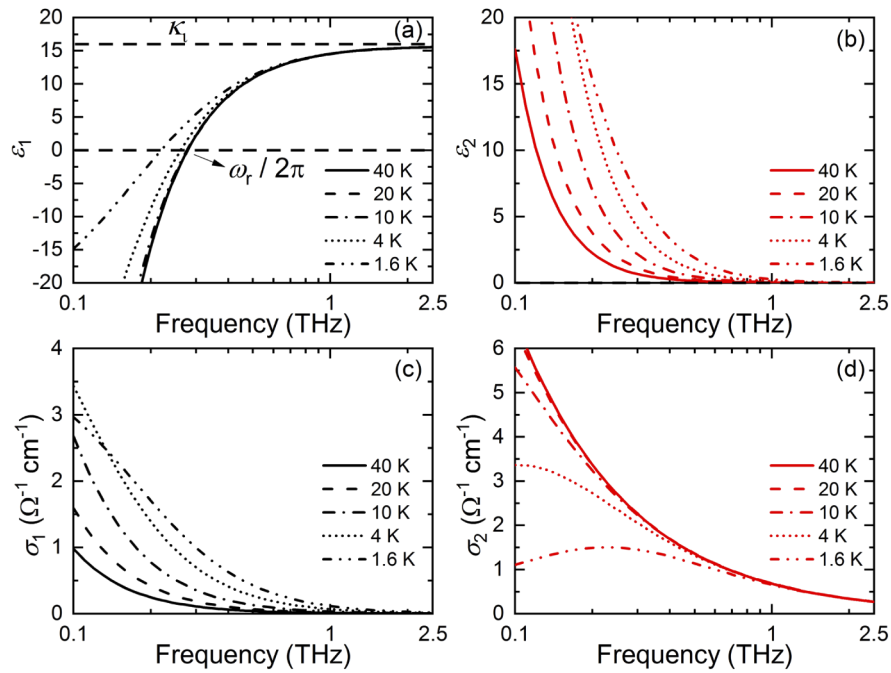 κι
(a)
20
15
10
5
0
-5
-10
-15
-20
ε1
ωr / 2π
40 K
20 K
10 K
4 K
1.6 K
0.1
1
2.5
Frequency (THz)
(b)
20
15
10
5
0
ε2
40 K
20 K
10 K
4 K
1.6 K
0.1
1
2.5
Frequency (THz)
(c)
4
3
2
1
0
σ1 (Ω-1 cm-1)
40 K
20 K
10 K
4 K
1.6 K
0.1
1
2.5
Frequency (THz)
(d)
6
5
4
3
2
1
0
σ2 (Ω-1 cm-1)
40 K
20 K
10 K
4 K
1.6 K
0.1
1
2.5
Frequency (THz)